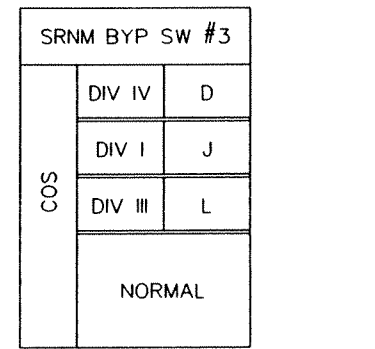 SRNM BYP SW #3
COS
DIV IV D
DIV I J
DIV III L
NORMAL